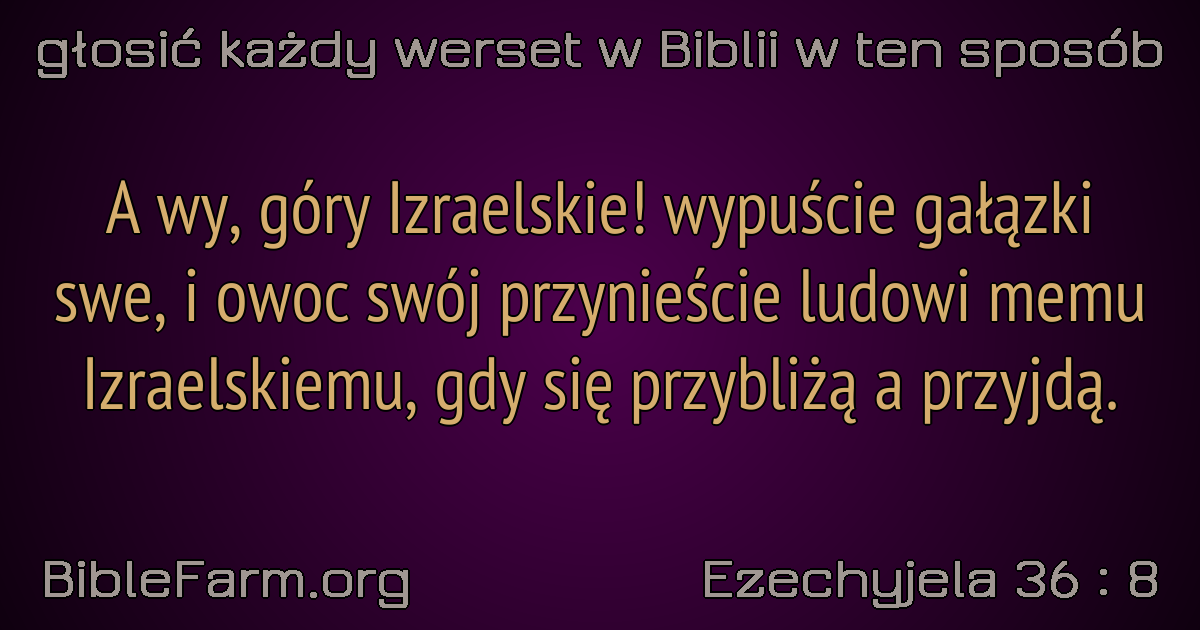 głosić każdy werset w Biblii w ten sposób
A wy, góry Izraelskie! wypuście gałązki
swe, i owoc swój przynieście ludowi memu
Izraelskiemu, gdy się przybliżą a przyjdą.
BibleFarm.org
Ezechyjela 36 : 8